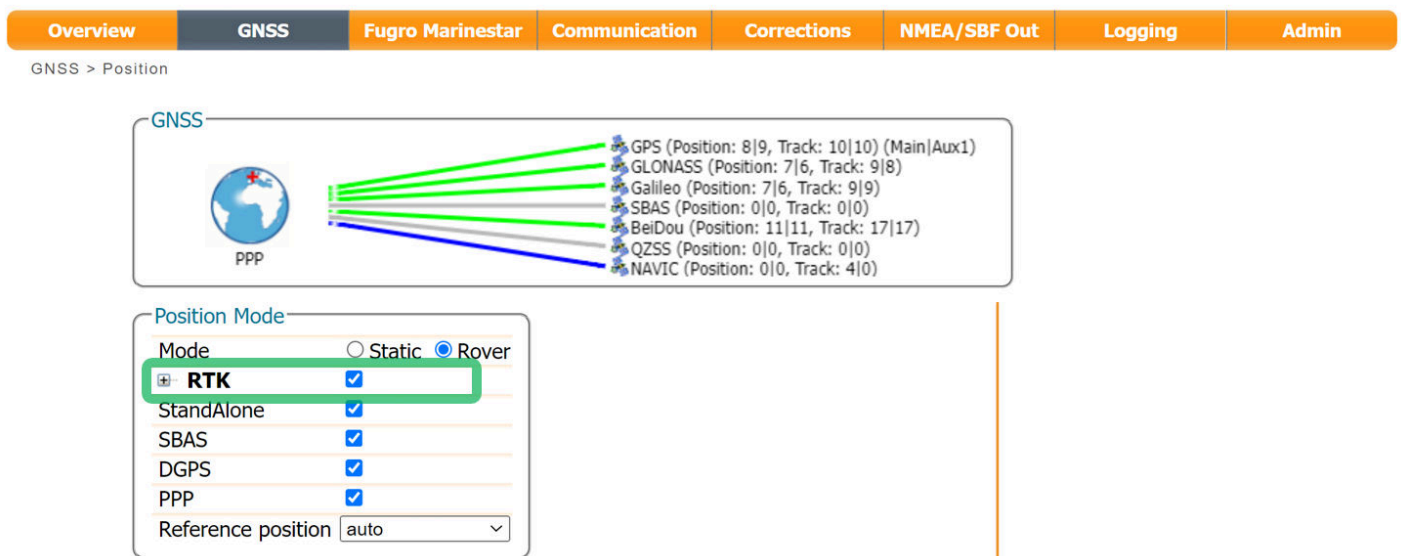 Overview GNSS Fugro Marinestar Communication Corrections NMEA/SBF Out Logging Admin
GNSS > Position
GNSS
GPS (Position: 8|9, Track: 10|10) (Main|Aux1)
GLONASS (Position: 7|6, Track: 9|8)
Galileo (Position: 7|6, Track: 9|9)
SBAS (Position: 0|0, Track: 0|0)
BeiDou (Position: 11|11, Track: 17|17)
QZSS (Position: 0|0, Track: 0|0)
NAVIC (Position: 0|0, Track: 4|0)
PPP
Position Mode
Mode Static Rover
RTK
StandAlone
SBAS
DGPS
PPP
Reference position auto